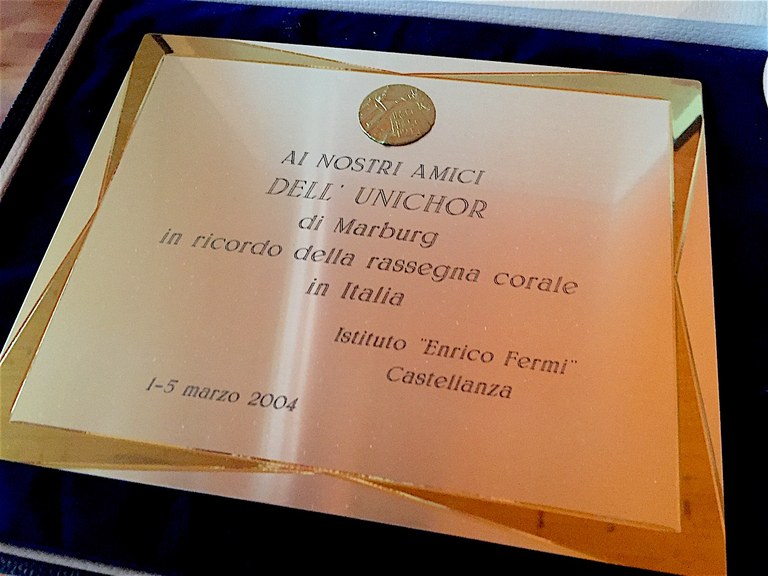 AI NOSTRI AMICI
DELL' UNICHOR
di Marburg
in ricordo della rassegna corale
in Italia
Istituto "Enrico Fermi"
Castellanza
1-5 marzo 2004